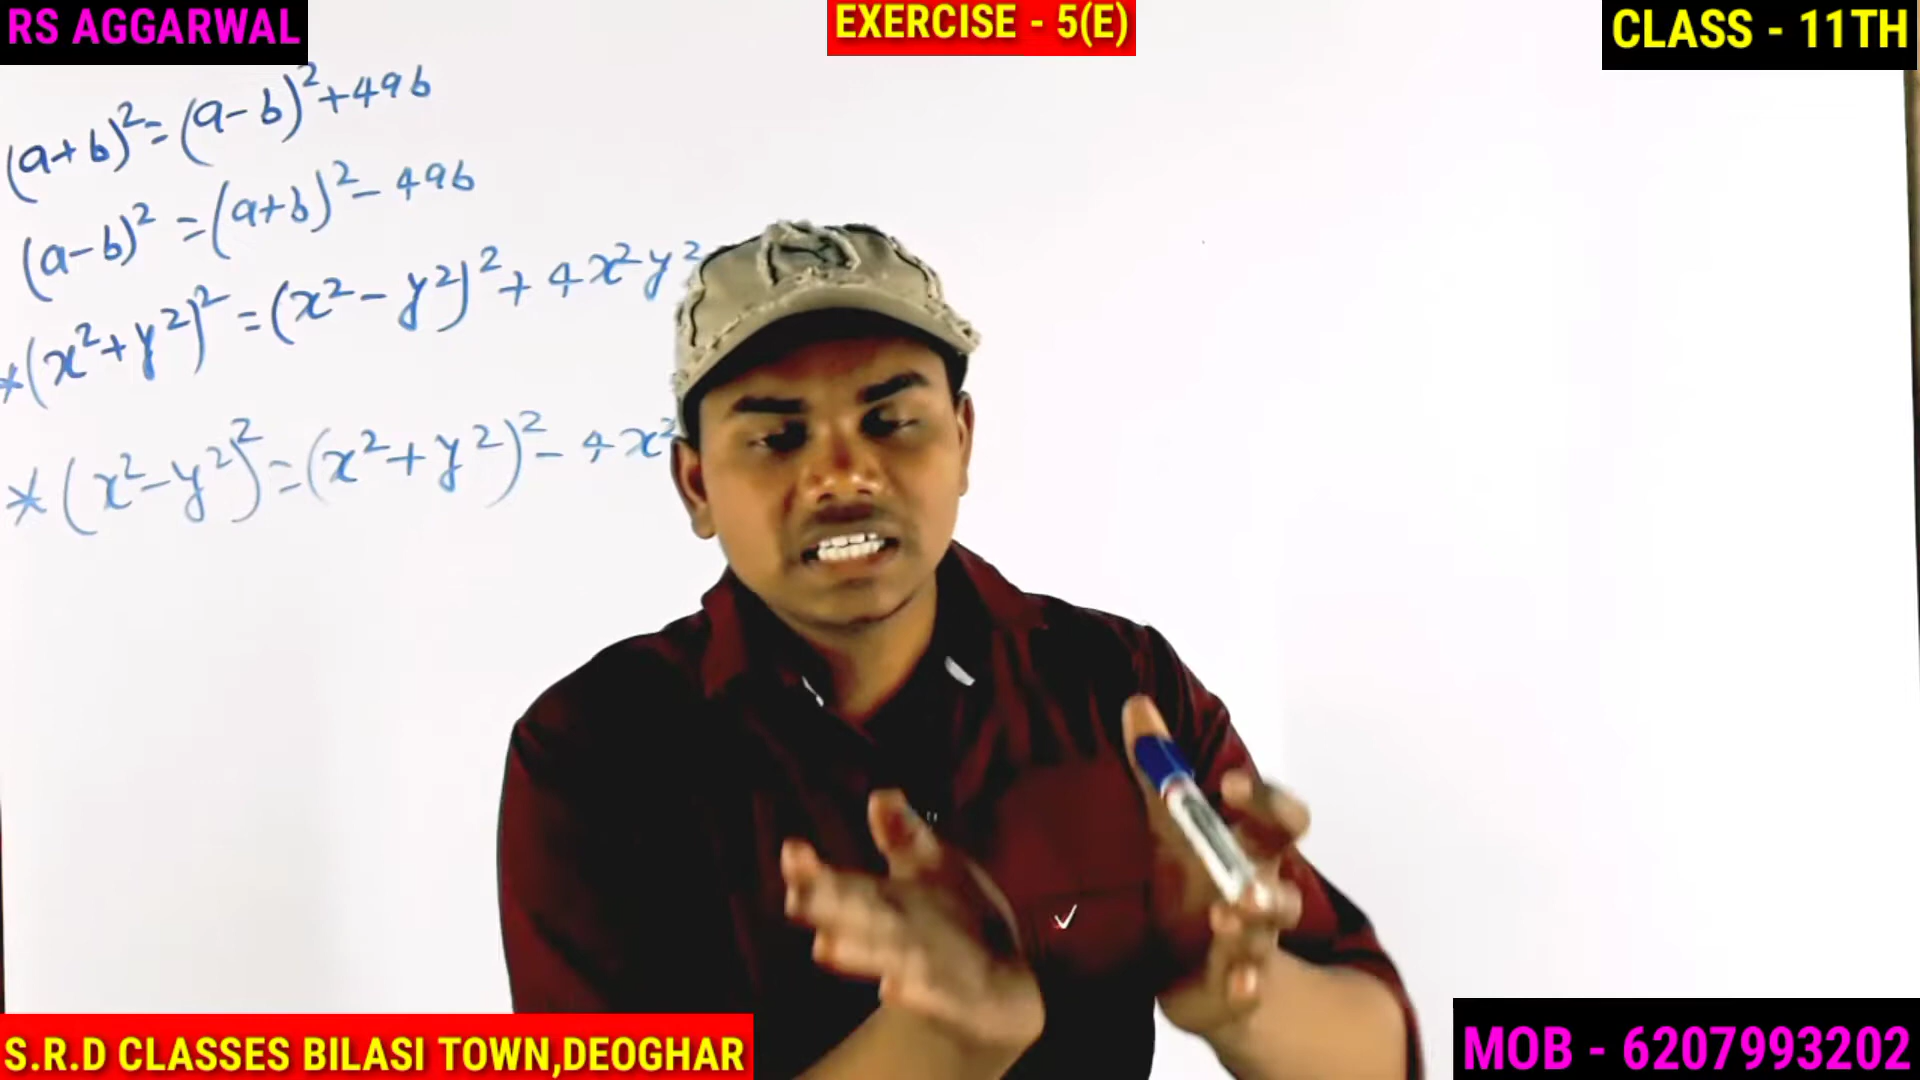 RS AGGARWAL
EXERCISE - 5(E)
CLASS - 11TH
(a+b)²=(a-b)²+4ab
(a-b)²=(a+b)²-4ab
*(x²+y²)²=(x²-y²)²+4x²y²
*(x²-y²)²=(x²+y²)²-4x²
S.R.D CLASSES BILASI TOWN,DEOGHAR
MOB - 6207993202